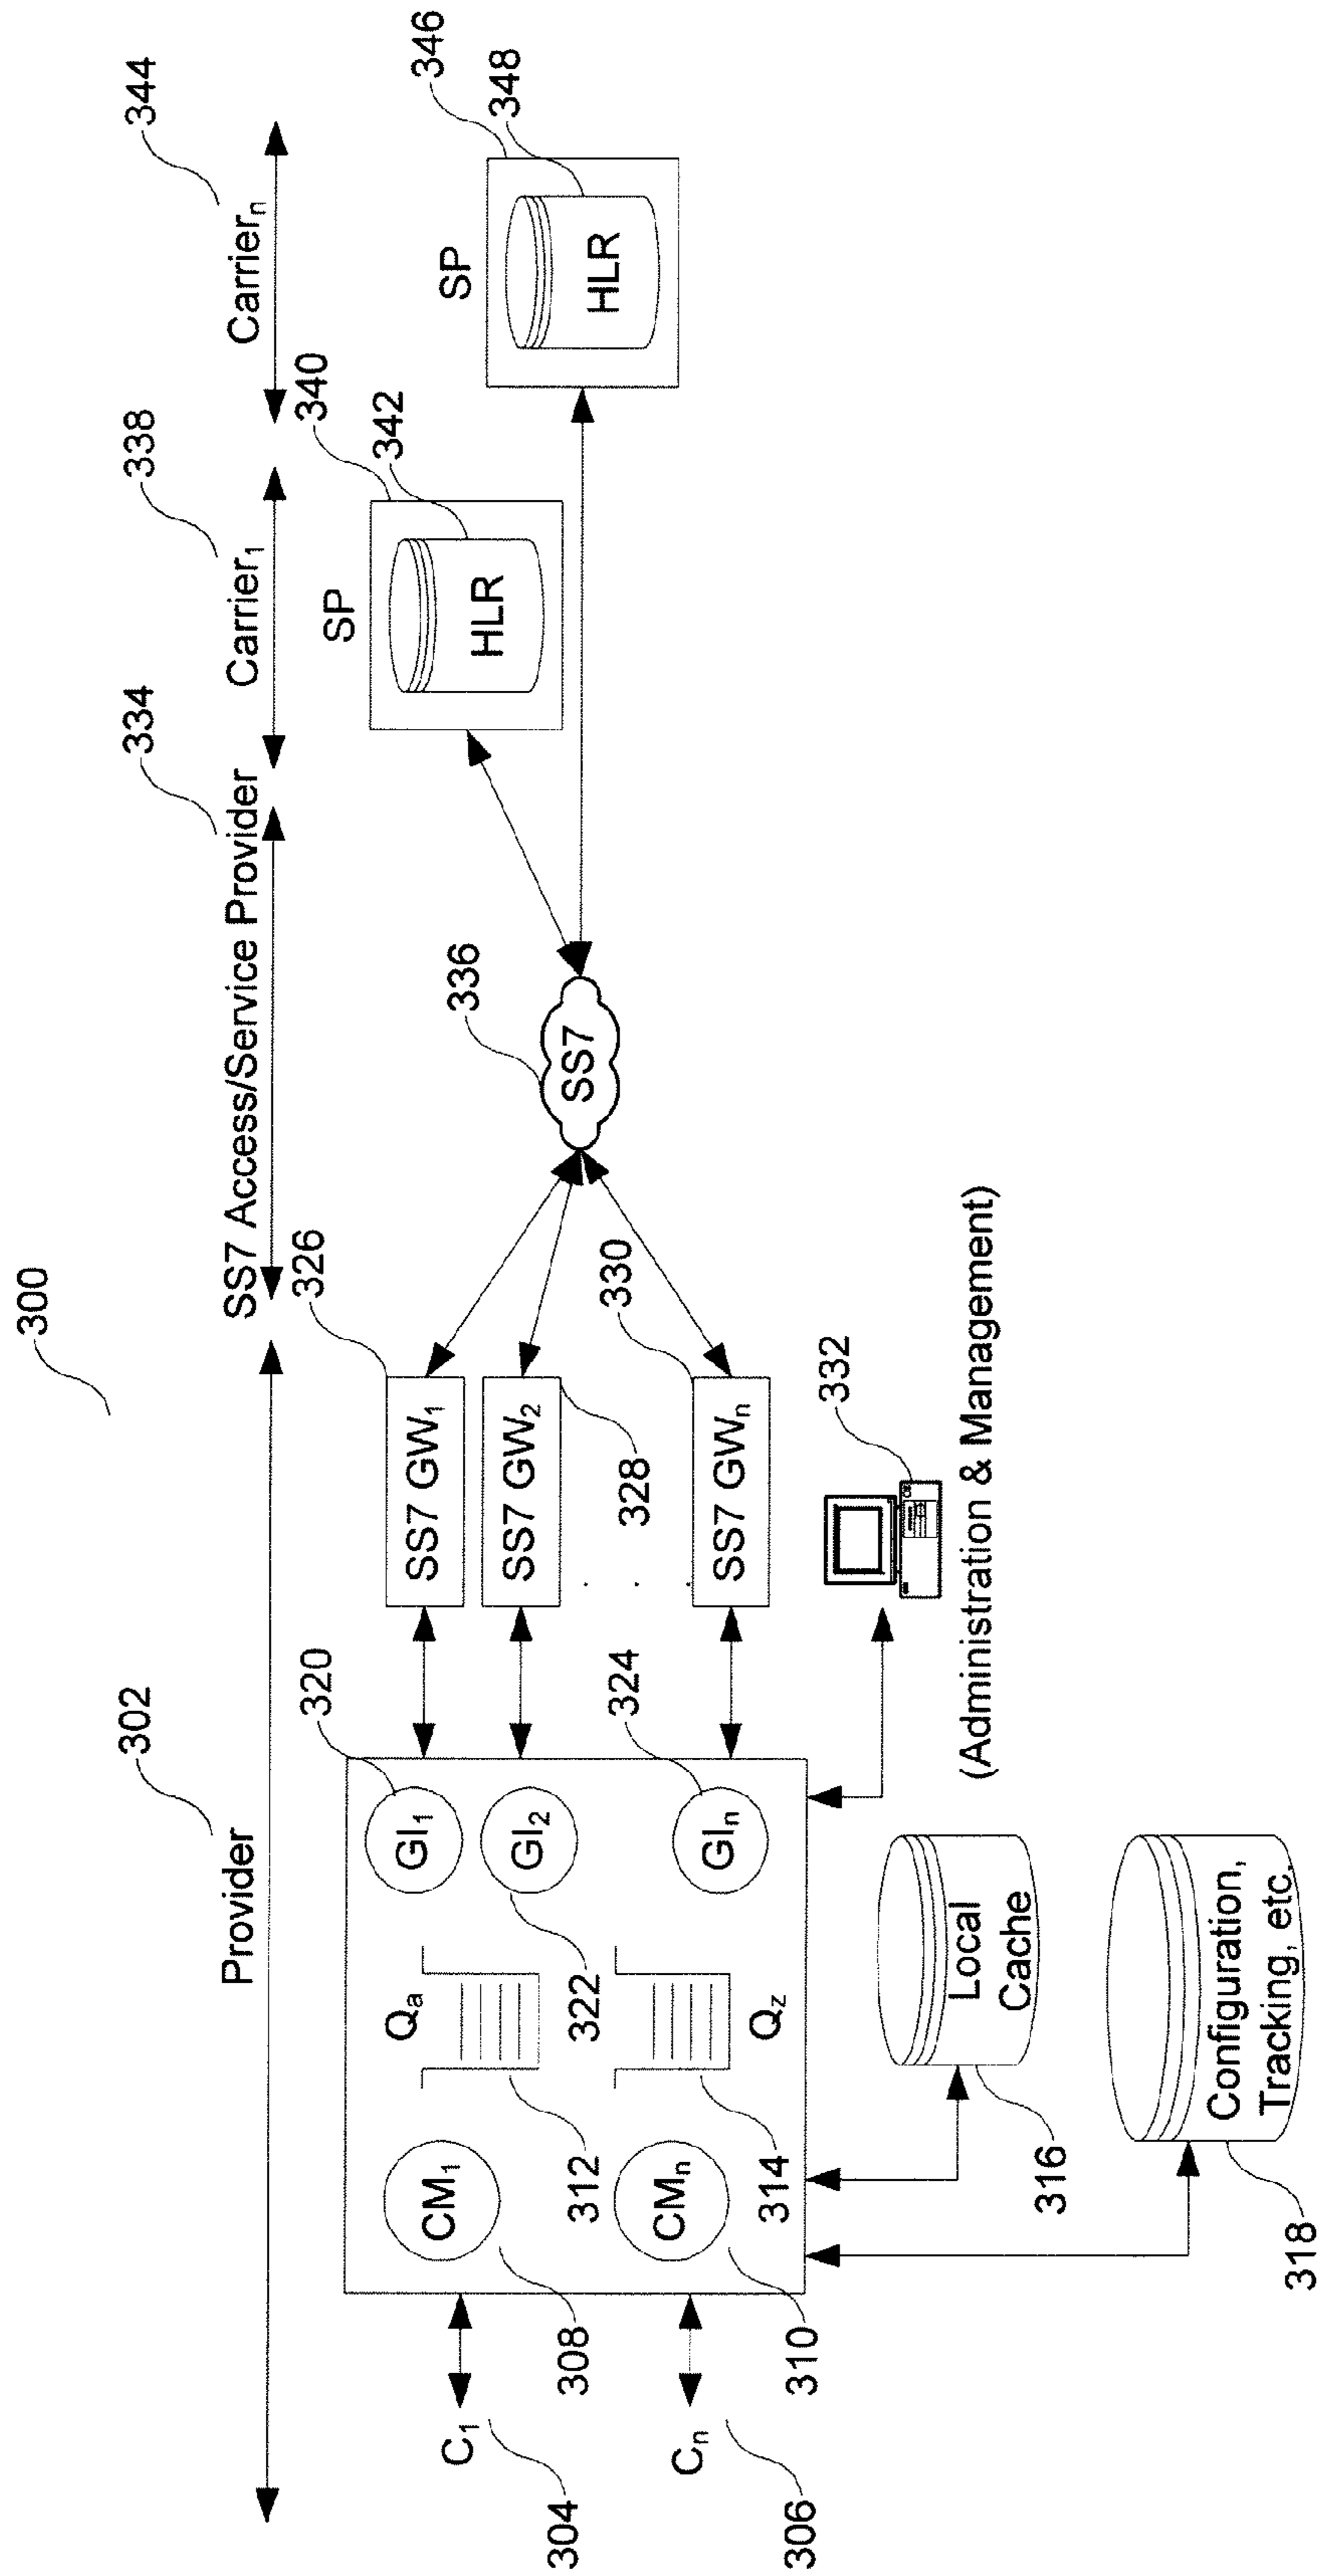 300
302
334
338
344
Provider
SS7 Access/Service Provider
Carrier1
Carriern
304
C1
308
CM1
312
Qa
320
GI1
322
GI2
326
SS7 GW1
328
SS7 GW2
336
SS7
SP
340
342
HLR
SP
346
348
HLR
306
Cn
310
CMn
314
Qz
324
GIn
330
SS7 GWn
332
(Administration & Management)
316
Local
Cache
318
Configuration,
Tracking, etc.